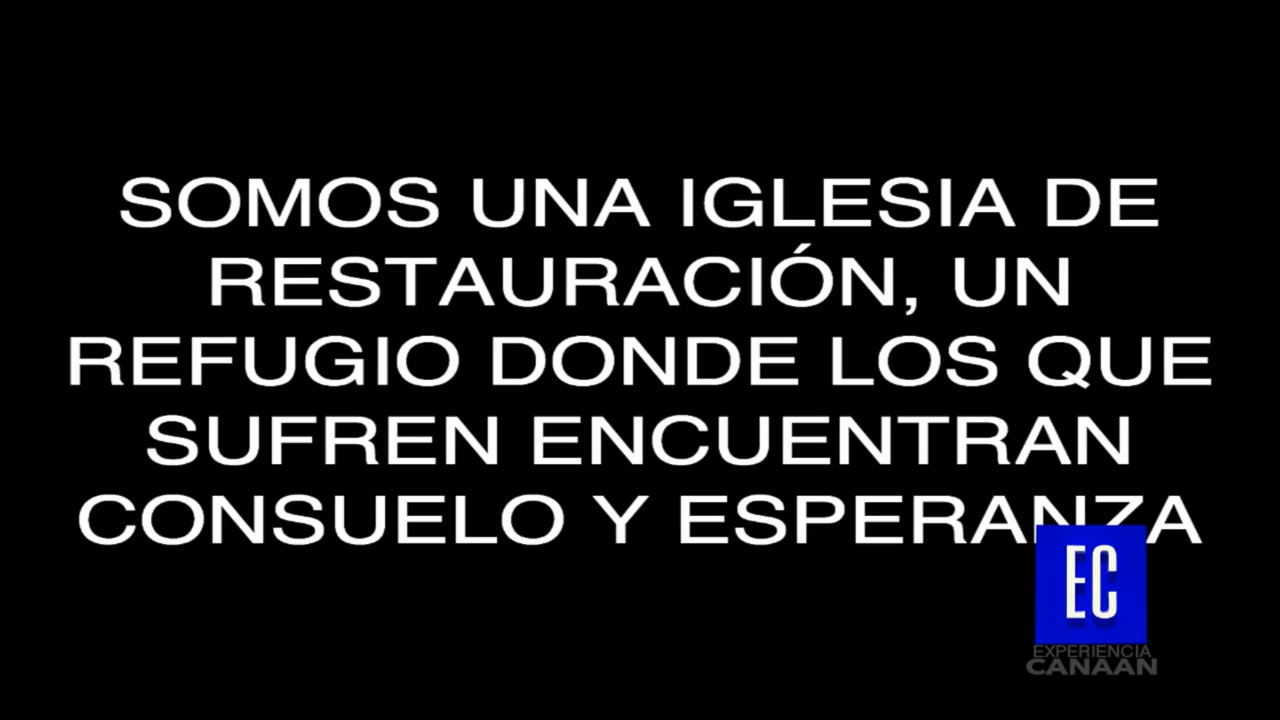 SOMOS UNA IGLESIA DE
RESTAURACIÓN, UN
REFUGIO DONDE LOS QUE
SUFREN ENCUENTRAN
CONSUELO Y ESPERANZA
EC
EXPERIENCIA
CANAAN